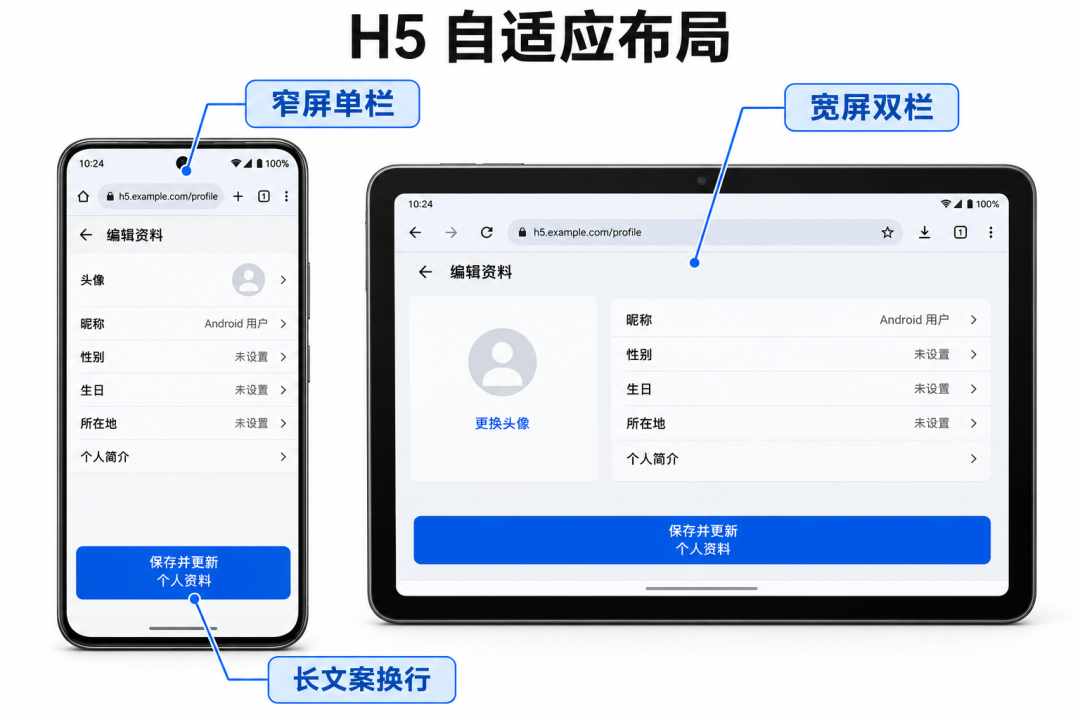 H5 自适应布局
窄屏单栏
宽屏双栏
10:24
100%
h5.example.com/profile
1
编辑资料
头像
昵称
Android 用户
性别
未设置
生日
未设置
所在地
未设置
个人简介
保存并更新
个人资料
长文案换行
10:24
100%
h5.example.com/profile
1
编辑资料
更换头像
昵称
Android 用户
性别
未设置
生日
未设置
所在地
未设置
个人简介
保存并更新
个人资料